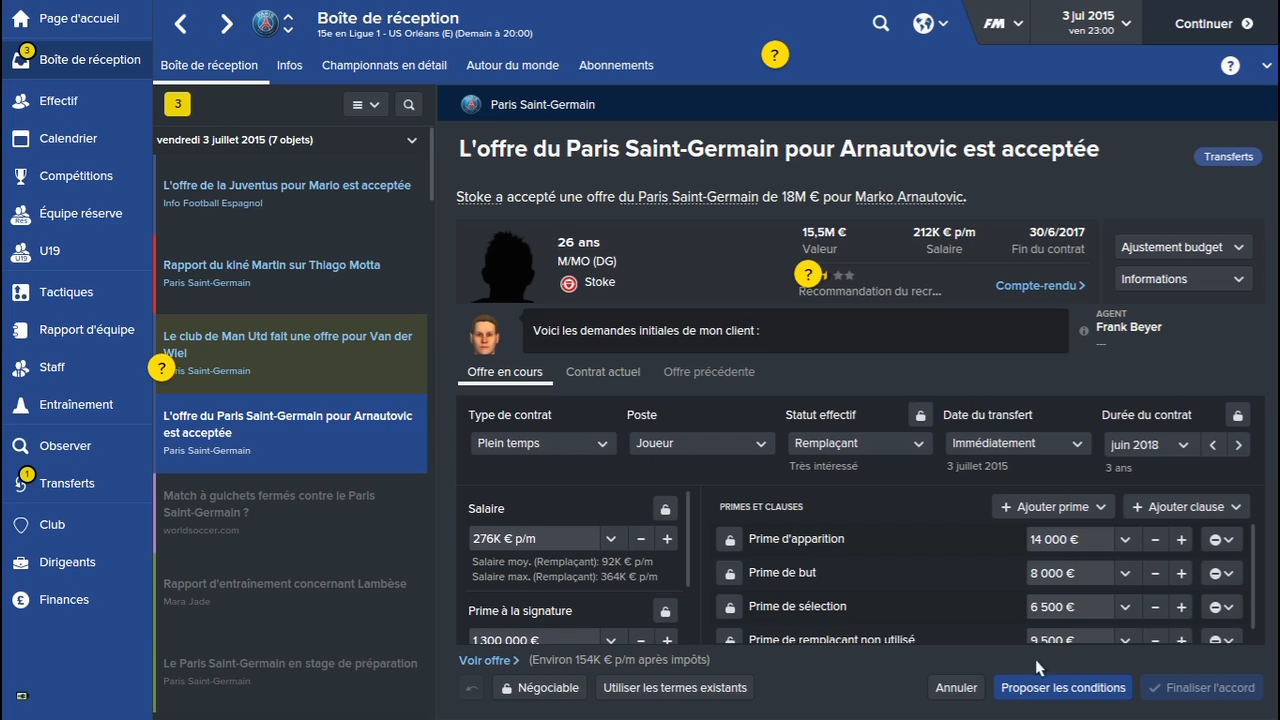 Page d'accueil
3
Boîte de réception
Effectif
Calendrier
Compétitions
Équipe réserve
U19
Tactiques
Rapport d'équipe
Staff
Entraînement
Observer
1
Transferts
Club
Dirigeants
Finances
Boîte de réception
15e en Ligue 1 - US Orléans (E) (Demain à 20:00)
FM
3 jul 2015
ven 23:00
Continuer
Boîte de réception
Infos
Championnats en détail
Autour du monde
Abonnements
?
?
3
vendredi 3 juillet 2015 (7 objets)
L'offre de la Juventus pour Marlo est acceptée
Info Football Espagnol
Rapport du kiné Martin sur Thiago Motta
Paris Saint-Germain
Le club de Man Utd fait une offre pour Van der
Wiel
?
Paris Saint-Germain
L'offre du Paris Saint-Germain pour Arnautovic
est acceptée
Paris Saint-Germain
Match à guichets fermés contre le Paris
Saint-Germain ?
worldsoccer.com
Rapport d'entraînement concernant Lambèse
Mara Jade
Le Paris Saint-Germain en stage de préparation
Paris Saint-Germain
Paris Saint-Germain
L'offre du Paris Saint-Germain pour Arnautovic est acceptée
Transferts
Stoke a accepté une offre du Paris Saint-Germain de 18M € pour Marko Arnautovic.
26 ans
M/MO (DG)
Stoke
15,5M €
Valeur
212K € p/m
Salaire
30/6/2017
Fin du contrat
?
Recommandation du recr...
Compte-rendu >
Ajustement budget
Informations
Voici les demandes initiales de mon client :
AGENT
Frank Beyer
---
Offre en cours
Contrat actuel
Offre précédente
Type de contrat
Plein temps
Poste
Joueur
Statut effectif
Remplaçant
Très intéressé
Date du transfert
Immédiatement
3 juillet 2015
Durée du contrat
juin 2018
3 ans
Salaire
276K € p/m
Salaire moy. (Remplaçant): 92K € p/m
Salaire max. (Remplaçant): 364K € p/m
Prime à la signature
1 300 000 €
PRIMES ET CLAUSES
+ Ajouter prime
+ Ajouter clause
Prime d'apparition
14 000 €
Prime de but
8 000 €
Prime de sélection
6 500 €
Prime de remplaçant non utilisé
9 500 €
Voir offre > (Environ 154K € p/m après impôts)
Négociable
Utiliser les termes existants
Annuler
Proposer les conditions
Finaliser l'accord